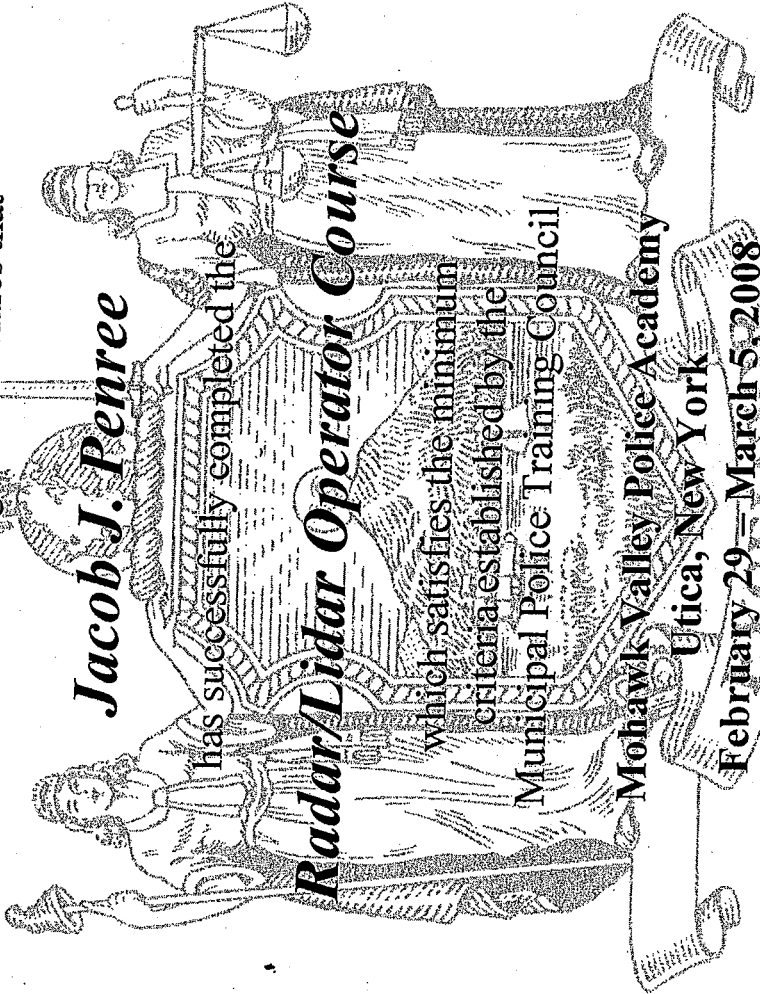 Jacob J. Penree
has successfully completed the
Radar/Lidar Operator Course
which satisfies the minimum
criteria established by the
Municipal Police Training Council
Mohawk Valley Police Academy
Utica, New York
February 29 – March 5, 2008